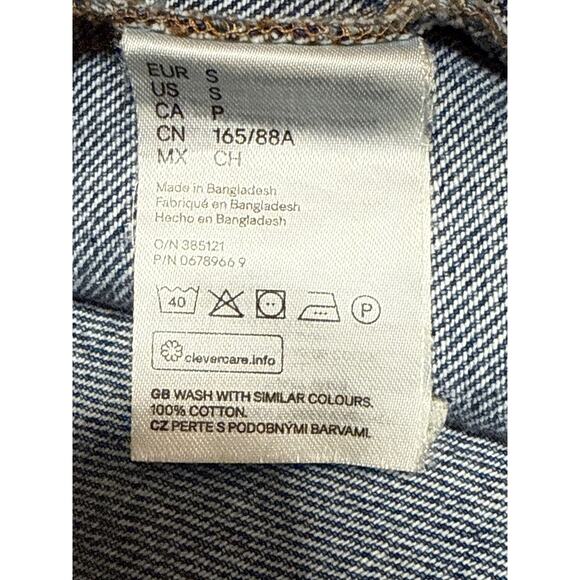 EUR S
US S
CA P
CN 165/88A
MX CH
Made in Bangladesh
Fabriqué en Bangladesh
Hecho en Bangladesh
O/N 385121
P/N 0678966 9
40 P
clevercare.info
GB WASH WITH SIMILAR COLOURS.
100% COTTON.
CZ PERTE S PODOBNÝMI BARVAMI.